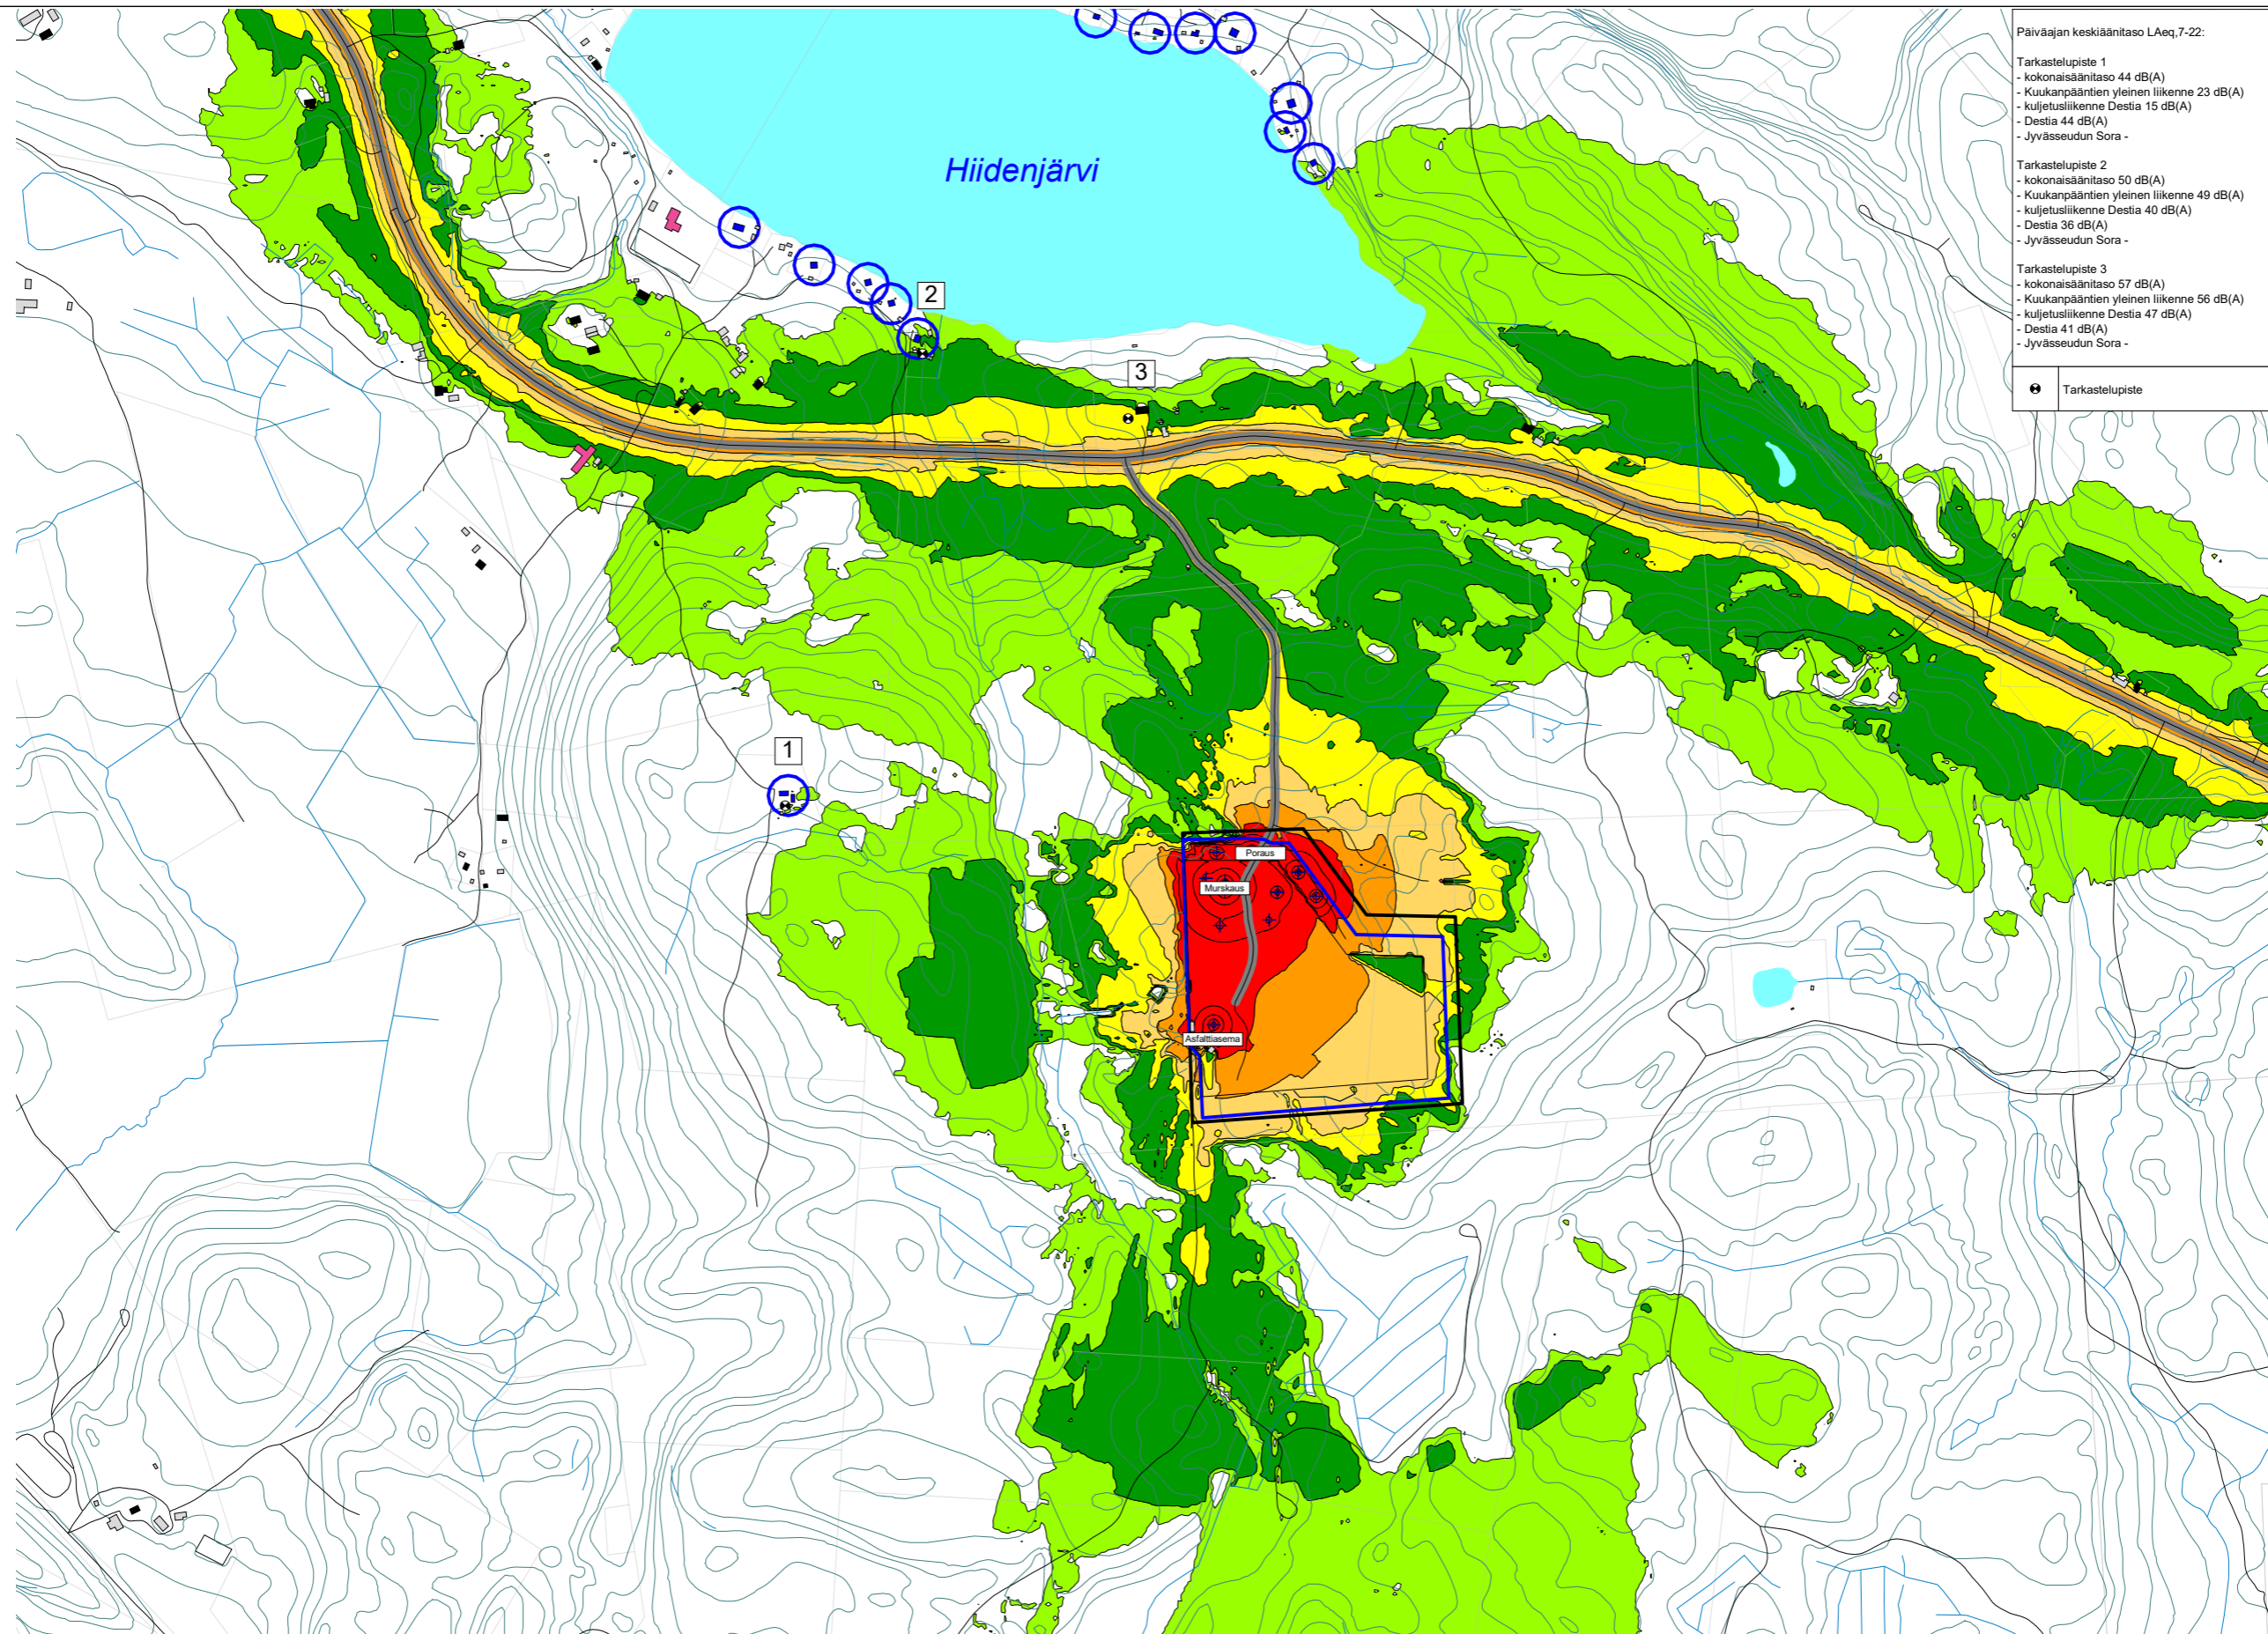 Päiväajan keskiäänitaso LAeq,7-22:
Tarkastelupiste 1
- kokonaisäänitaso 44 dB(A)
- Kuukanpääntien yleinen liikenne 23 dB(A)
- kuljetusliikenne Destia 15 dB(A)
- Destia 44 dB(A)
- Jyvässeudun Sora -
Tarkastelupiste 2
- kokonaisäänitaso 50 dB(A)
- Kuukanpääntien yleinen liikenne 49 dB(A)
- kuljetusliikenne Destia 40 dB(A)
- Destia 36 dB(A)
- Jyvässeudun Sora -
Tarkastelupiste 3
- kokonaisäänitaso 57 dB(A)
- Kuukanpääntien yleinen liikenne 56 dB(A)
- kuljetusliikenne Destia 47 dB(A)
- Destia 41 dB(A)
- Jyvässeudun Sora -
Tarkastelupiste
Hiidenjärvi
2
3
1
Poraus
Murskaus
Asfalttiasema